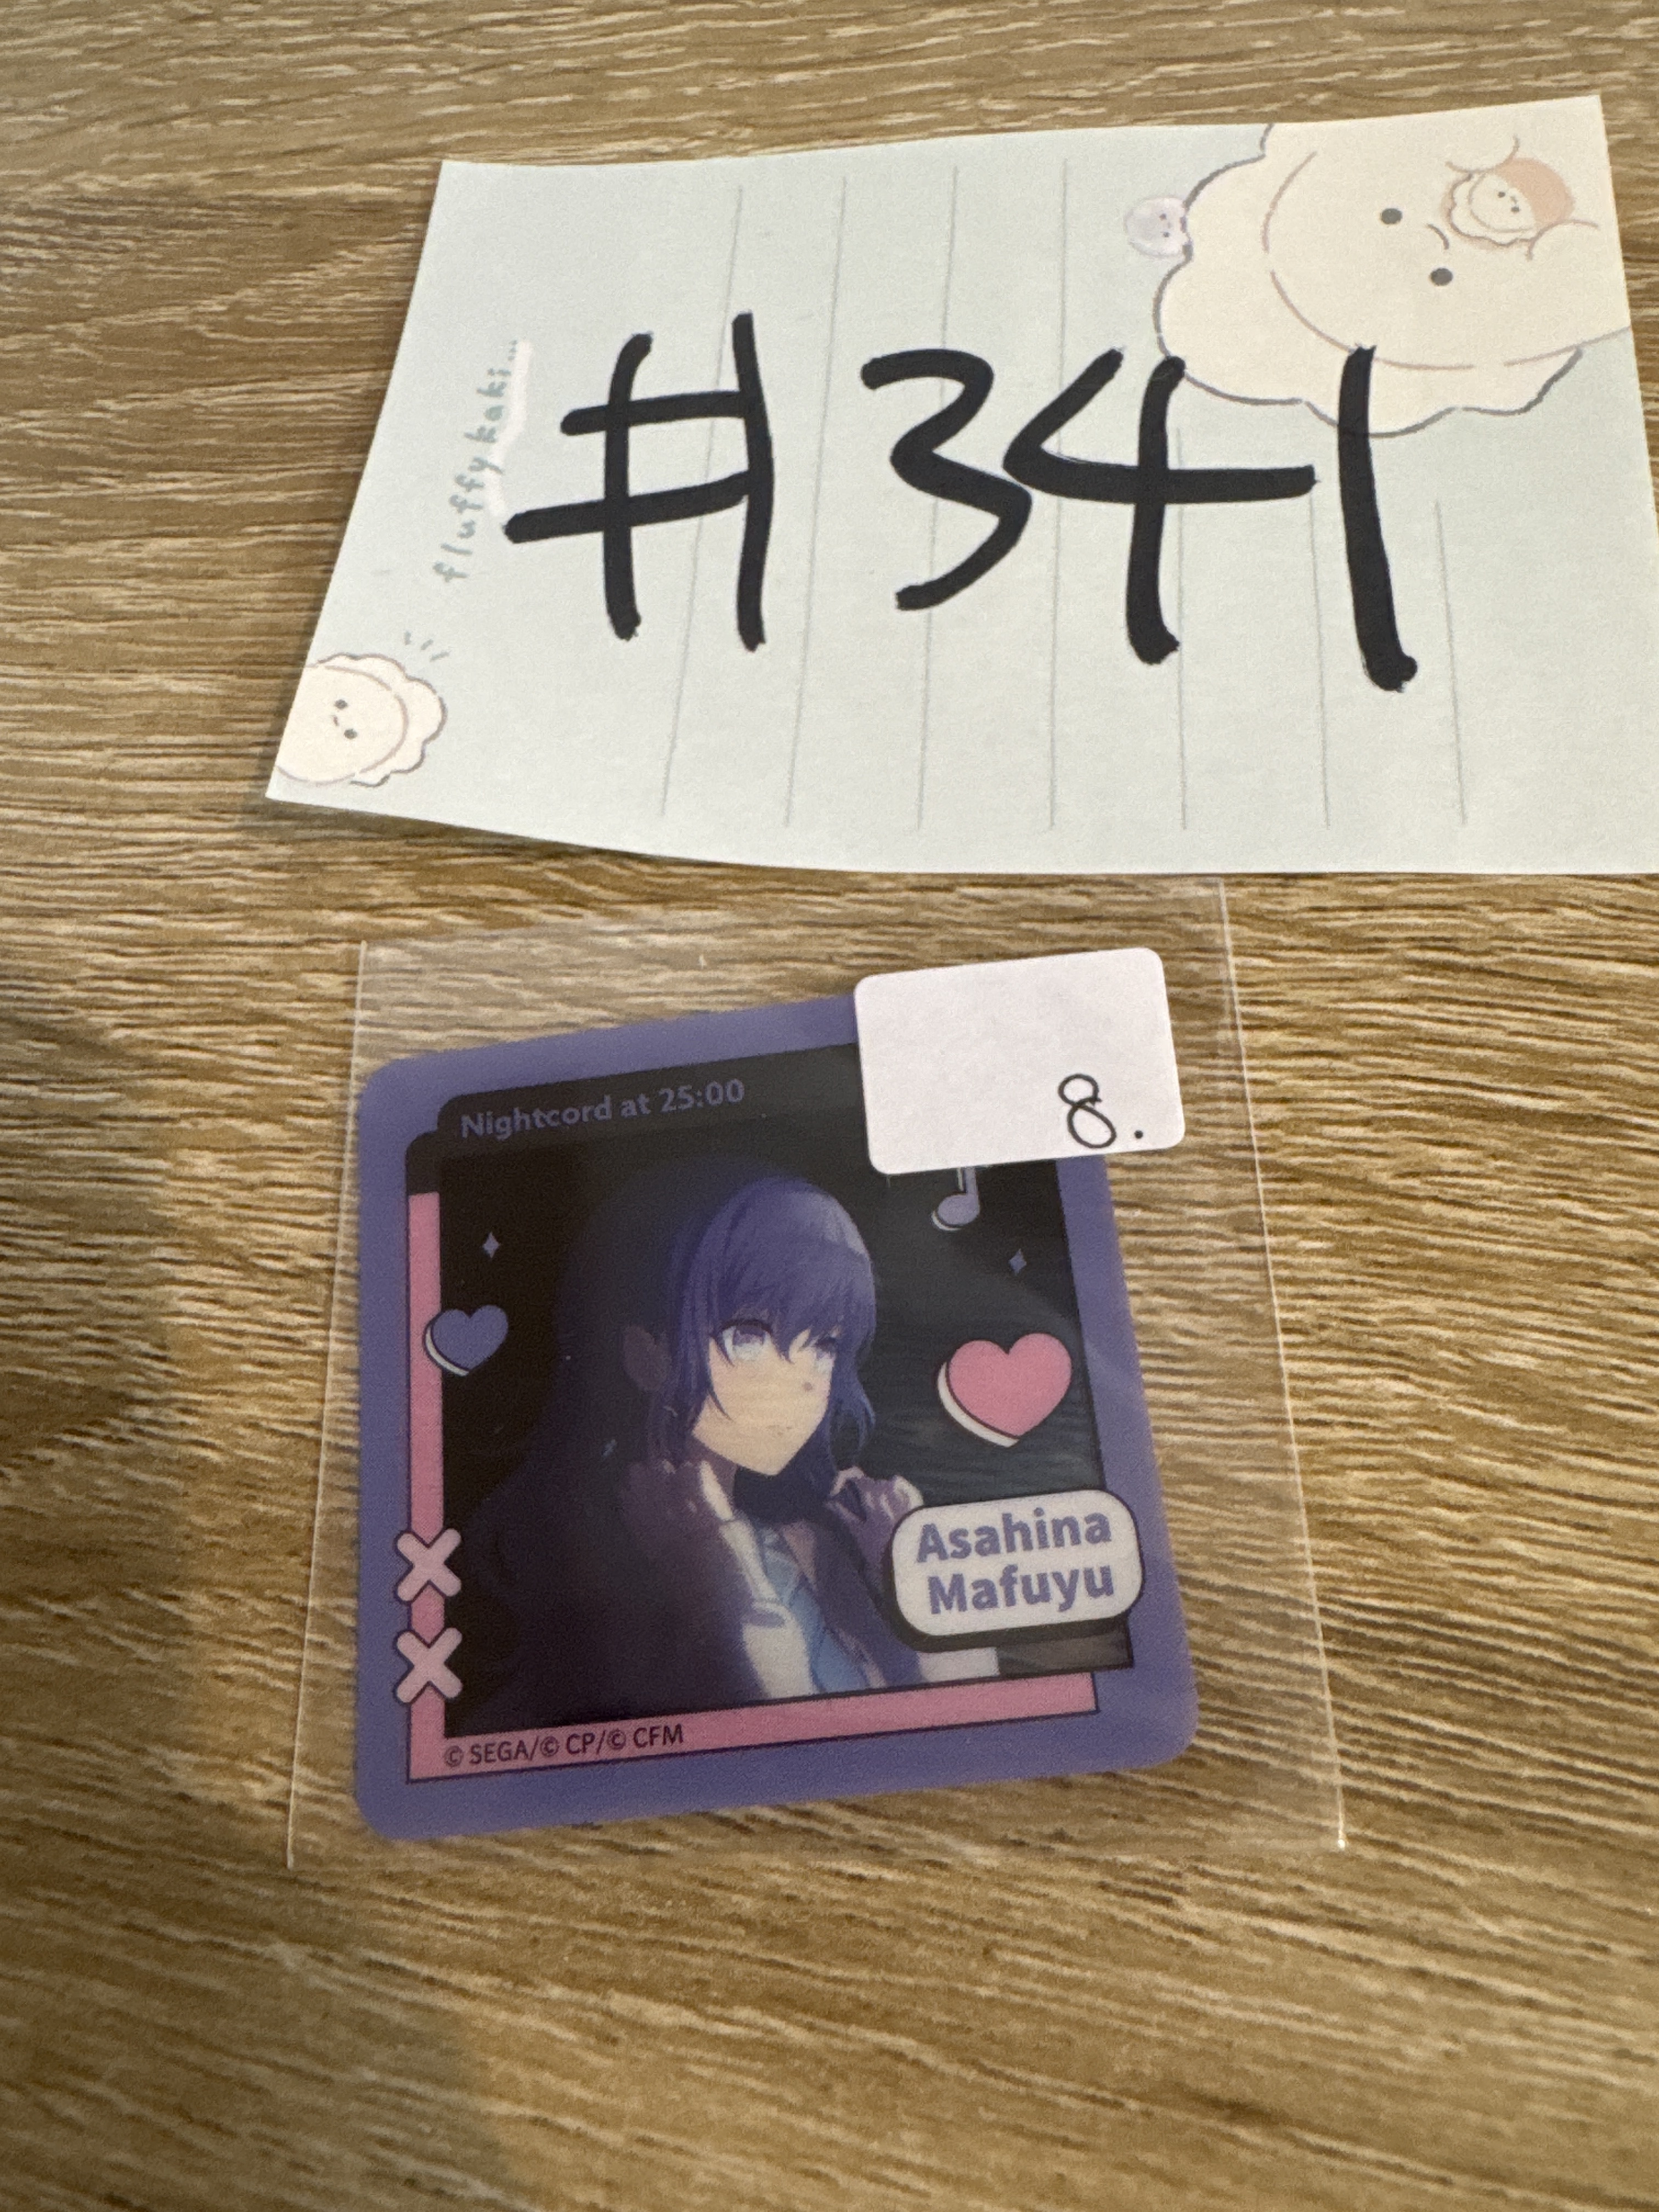 #341
fluffy kaki...
8.
Nightcord at 25:00
Asahina
Mafuyu
© SEGA/© CP/© CFM